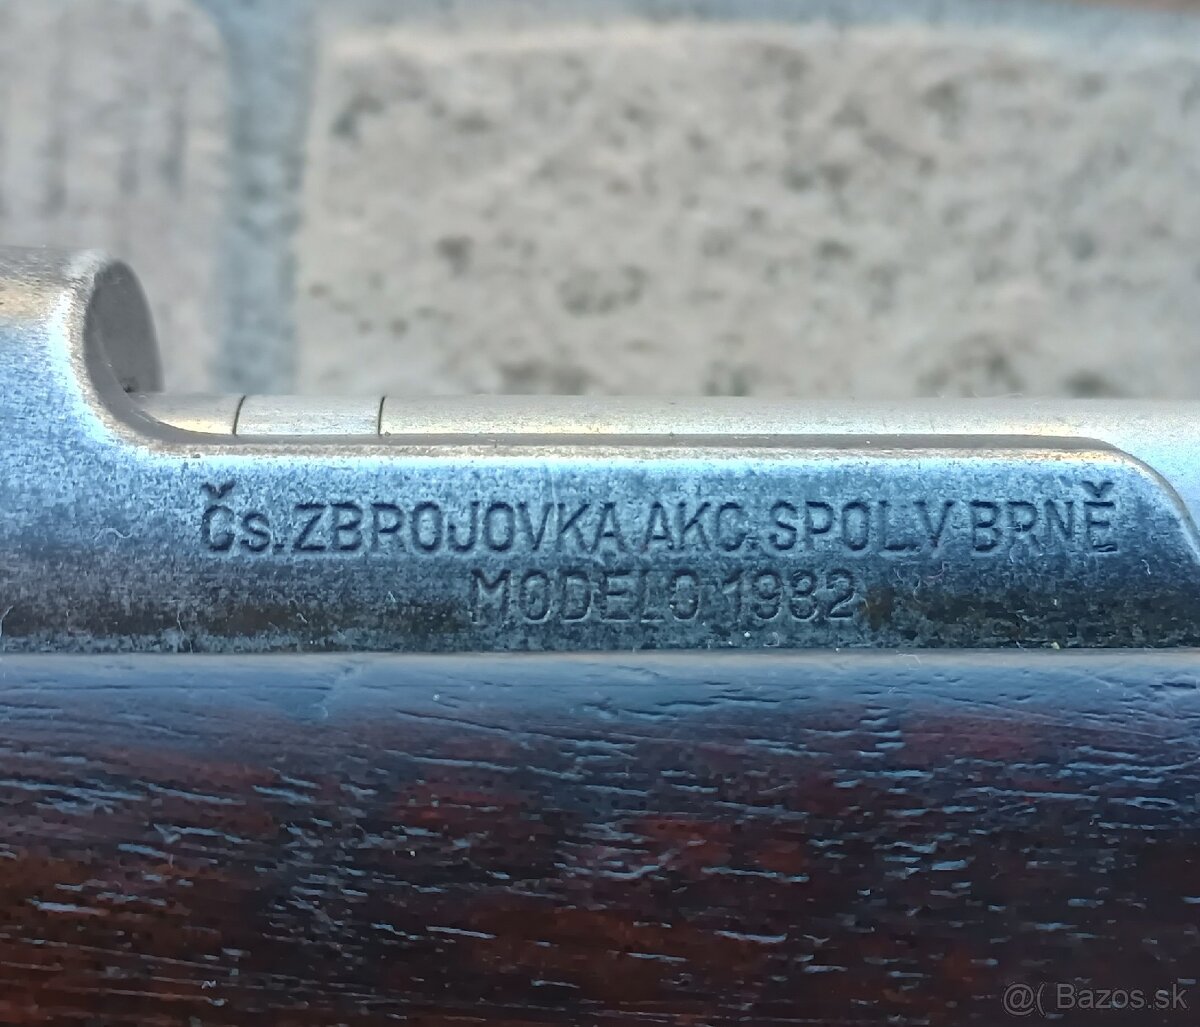 Čs. ZBROJOVKA AKC. SPOL. V BRNĚ
MODELO 1932
@( Bazos.sk